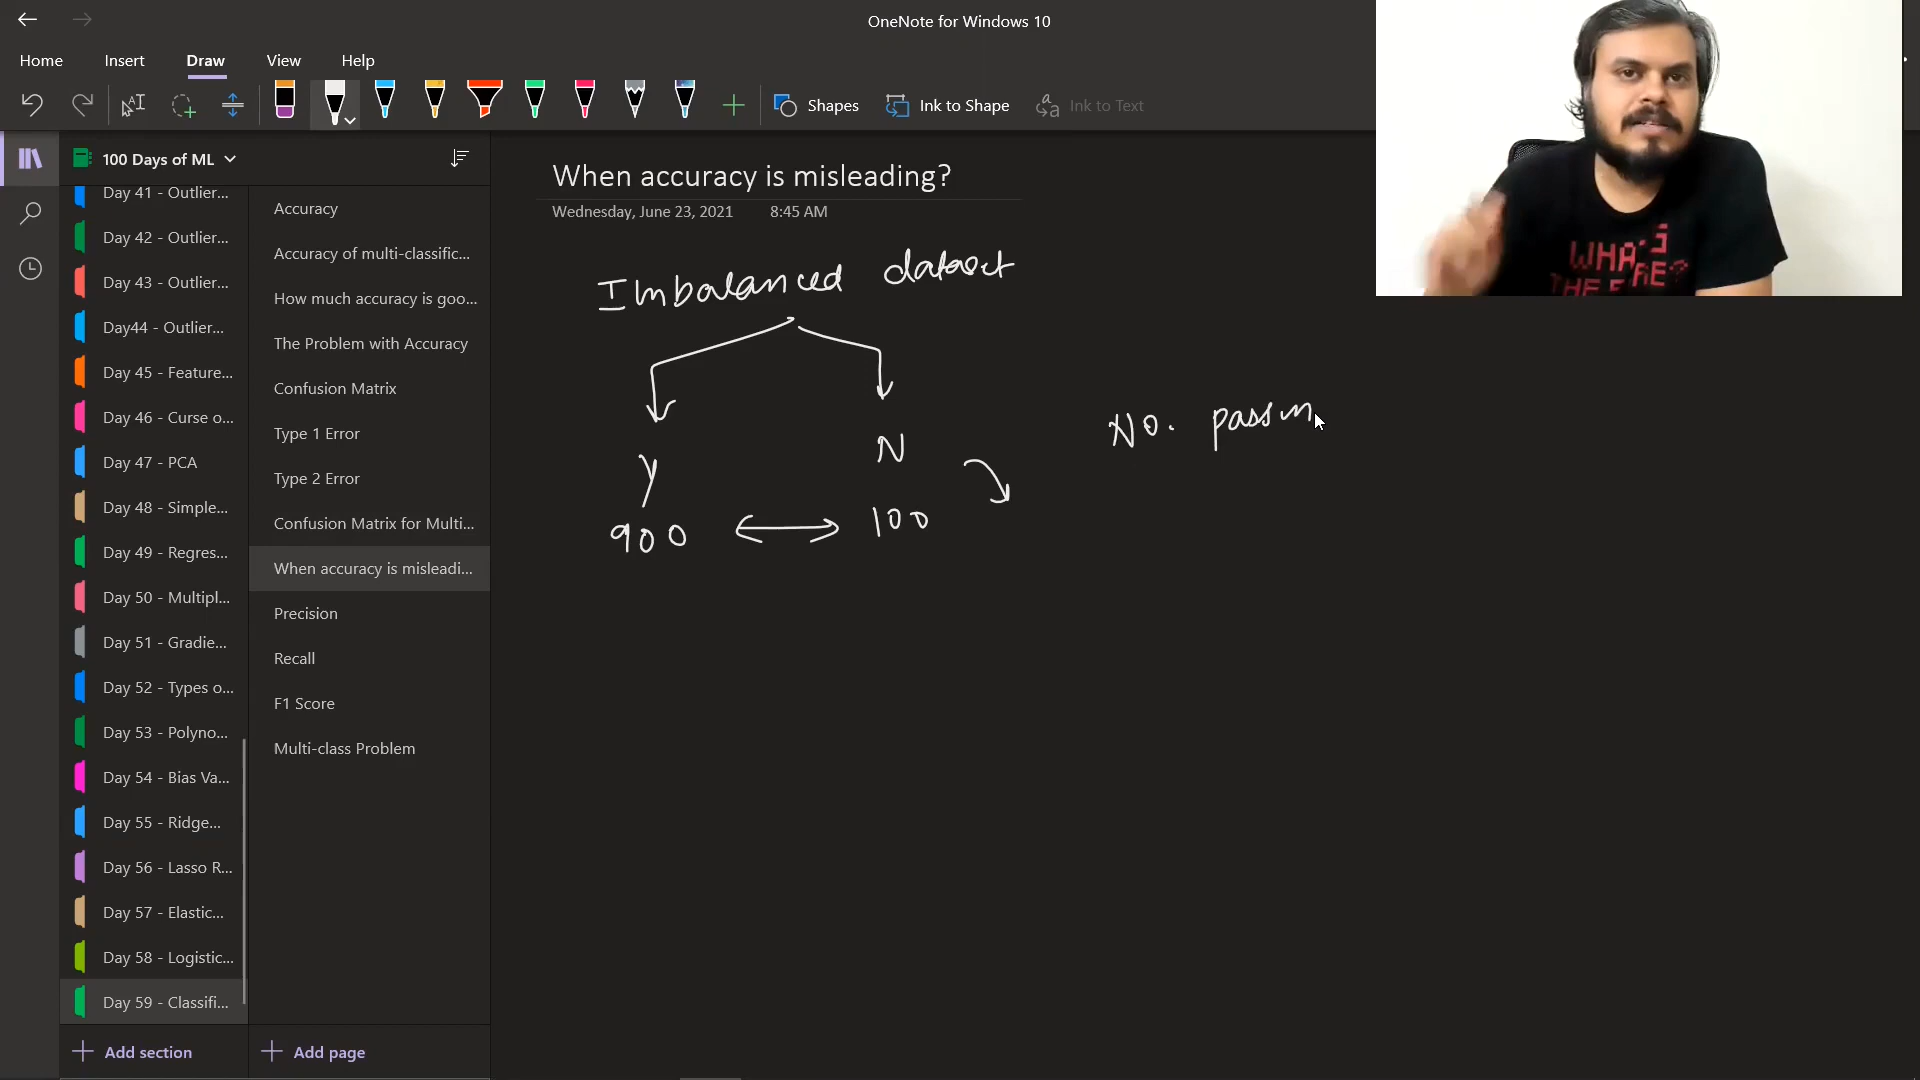 OneNote for Windows 10
Home Insert Draw View Help
Shapes Ink to Shape Ink to Text
100 Days of ML
Day 41 - Outlier...
Day 42 - Outlier...
Day 43 - Outlier...
Day44 - Outlier...
Day 45 - Feature...
Day 46 - Curse o...
Day 47 - PCA
Day 48 - Simple...
Day 49 - Regres...
Day 50 - Multipl...
Day 51 - Gradie...
Day 52 - Types o...
Day 53 - Polyno...
Day 54 - Bias Va...
Day 55 - Ridge...
Day 56 - Lasso R...
Day 57 - Elastic...
Day 58 - Logistic...
Day 59 - Classifi...
Add section
Accuracy
Accuracy of multi-classific...
How much accuracy is goo...
The Problem with Accuracy
Confusion Matrix
Type 1 Error
Type 2 Error
Confusion Matrix for Multi...
When accuracy is misleadi...
Precision
Recall
F1 Score
Multi-class Problem
Add page
When accuracy is misleading?
Wednesday, June 23, 2021 8:45 AM
Imbalanced dataset
Y N
900 100
No. passin